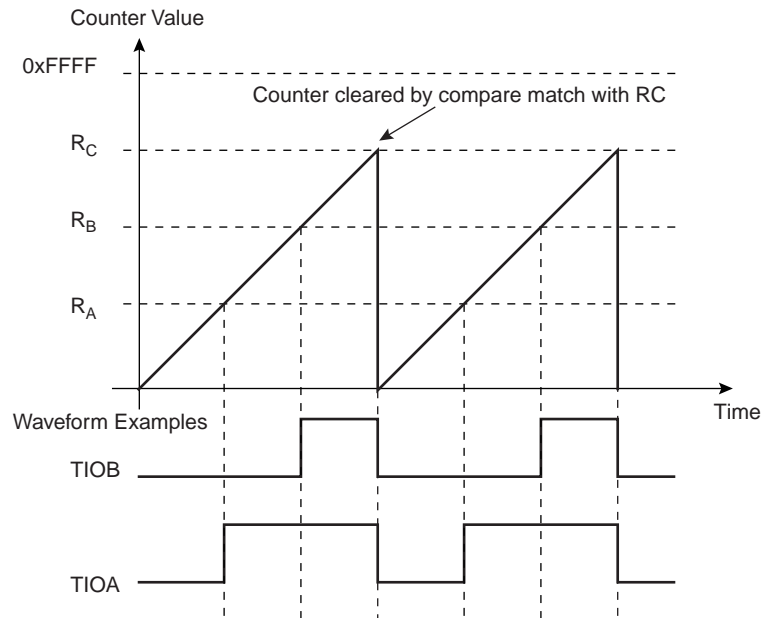 Counter Value
0xFFFF
Counter cleared by compare match with RC
RC
RB
RA
Time
Waveform Examples
TIOB
TIOA